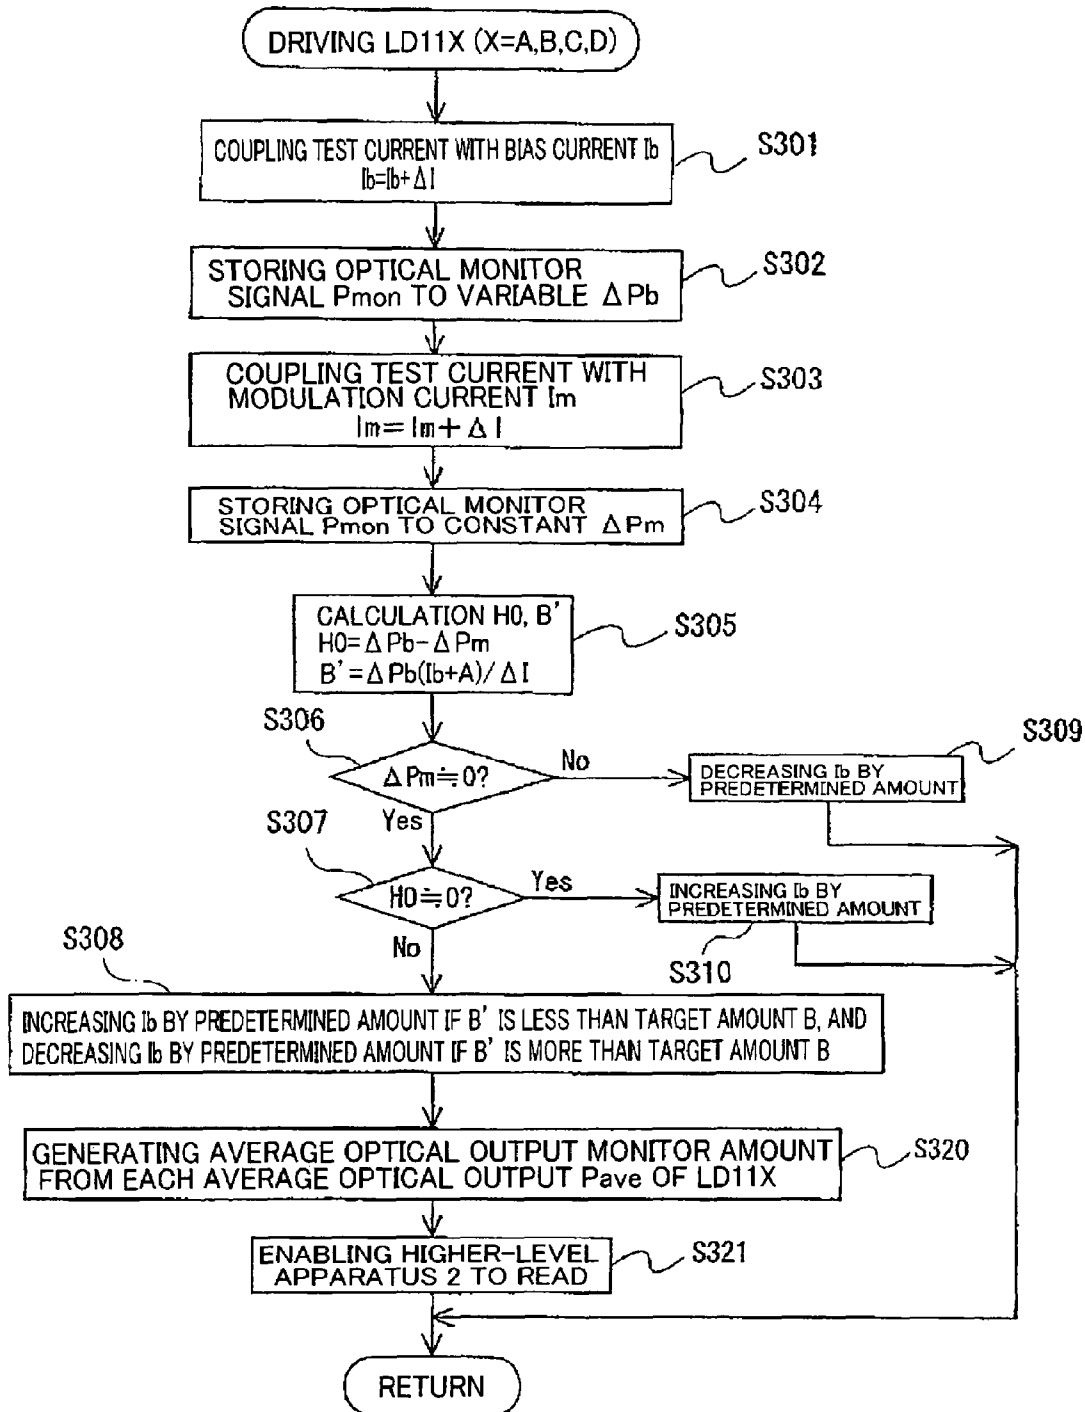 DRIVING LD11X (X=A,B,C,D)
COUPLING TEST CURRENT WITH BIAS CURRENT Ib
Ib=Ib+ΔI
S301
STORING OPTICAL MONITOR
SIGNAL Pmon TO VARIABLE ΔPb
S302
COUPLING TEST CURRENT WITH
MODULATION CURRENT Im
Im=Im+ΔI
S303
STORING OPTICAL MONITOR
SIGNAL Pmon TO CONSTANT ΔPm
S304
CALCULATION H0, B'
H0=ΔPb-ΔPm
B'=ΔPb(Ib+A)/ΔI
S305
S306
ΔPm≒0?
No
Yes
DECREASING Ib BY
PREDETERMINED AMOUNT
S309
S307
H0≒0?
Yes
No
INCREASING Ib BY
PREDETERMINED AMOUNT
S310
S308
INCREASING Ib BY PREDETERMINED AMOUNT IF B' IS LESS THAN TARGET AMOUNT B, AND
DECREASING Ib BY PREDETERMINED AMOUNT IF B' IS MORE THAN TARGET AMOUNT B
GENERATING AVERAGE OPTICAL OUTPUT MONITOR AMOUNT
FROM EACH AVERAGE OPTICAL OUTPUT Pave OF LD11X
S320
ENABLING HIGHER-LEVEL
APPARATUS 2 TO READ
S321
RETURN